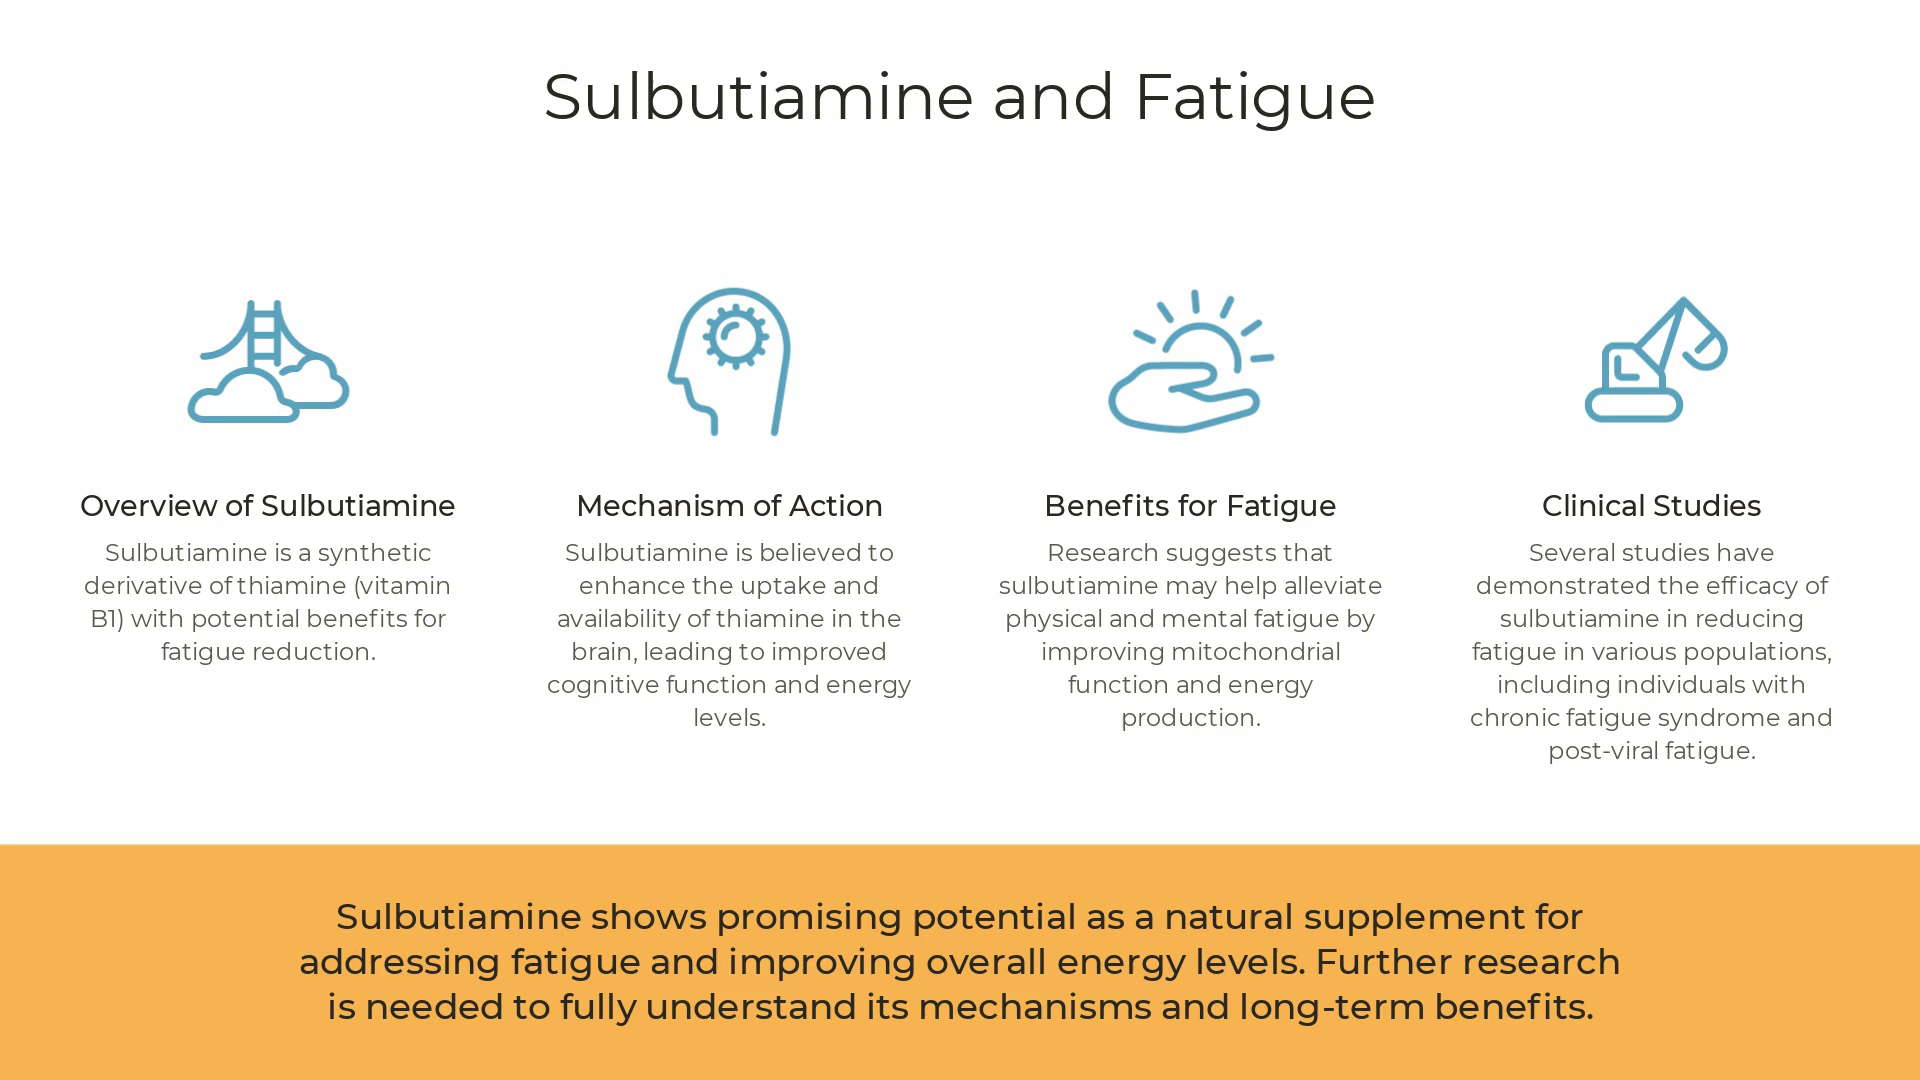 Sulbutiamine and Fatigue
Overview of Sulbutiamine
Sulbutiamine is a synthetic
derivative of thiamine (vitamin
B1) with potential benefits for
fatigue reduction.
Mechanism of Action
Sulbutiamine is believed to
enhance the uptake and
availability of thiamine in the
brain, leading to improved
cognitive function and energy
levels.
Benefits for Fatigue
Research suggests that
sulbutiamine may help alleviate
physical and mental fatigue by
improving mitochondrial
function and energy
production.
Clinical Studies
Several studies have
demonstrated the efficacy of
sulbutiamine in reducing
fatigue in various populations,
including individuals with
chronic fatigue syndrome and
post-viral fatigue.
Sulbutiamine shows promising potential as a natural supplement for
addressing fatigue and improving overall energy levels. Further research
is needed to fully understand its mechanisms and long-term benefits.